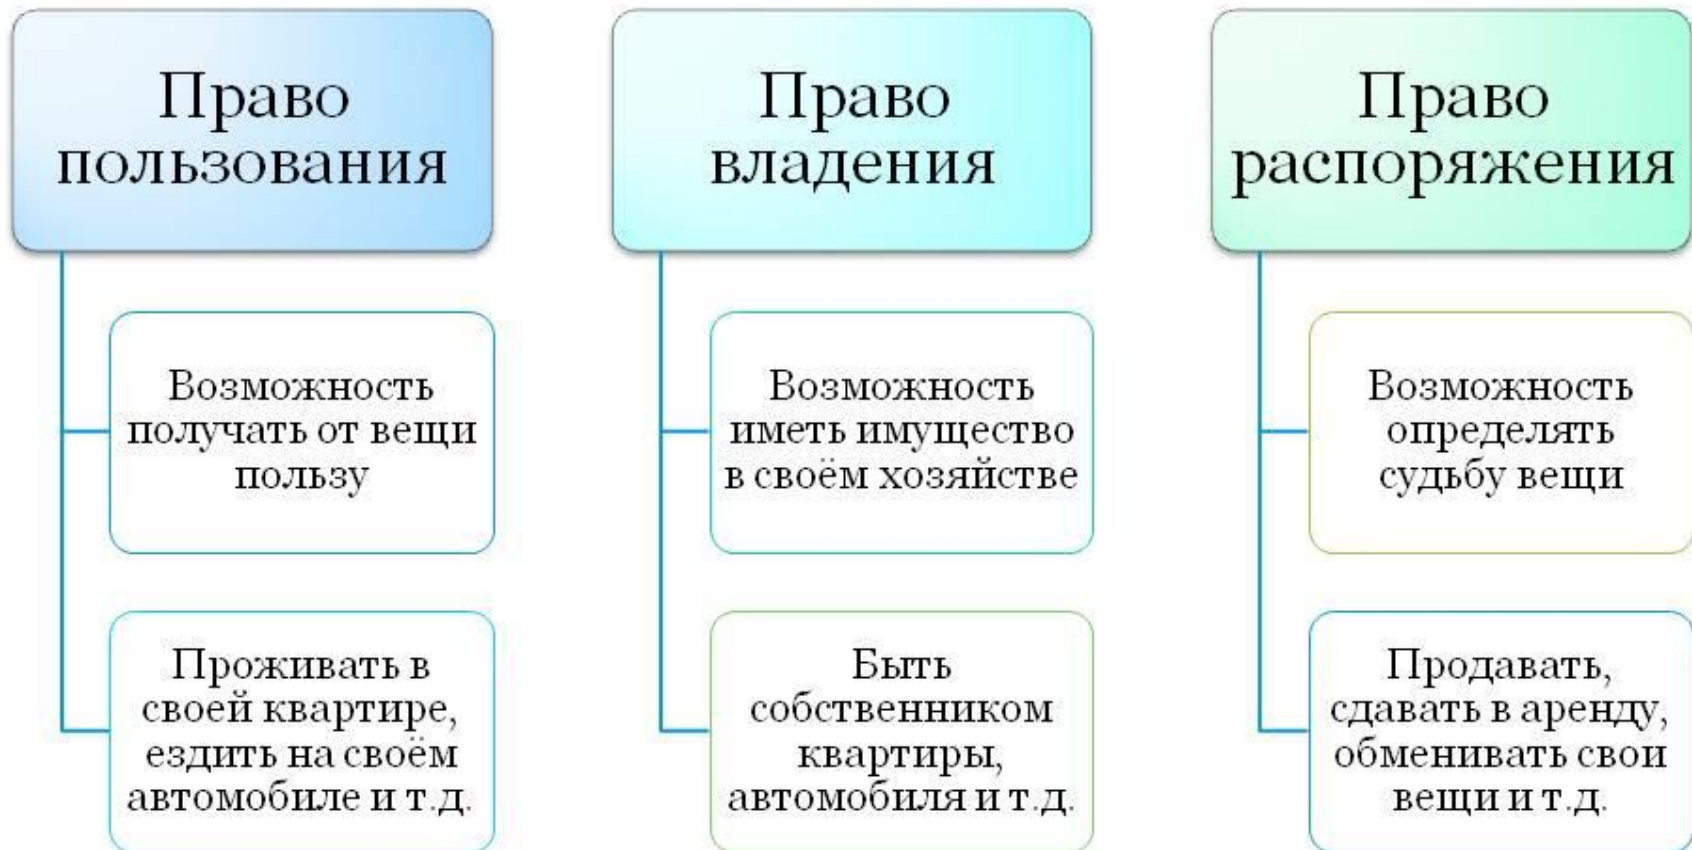 Право
пользования
Возможность
получать от вещи
пользу
Проживать в
своей квартире,
ездить на своём
автомобиле и т.д.
Право
владения
Возможность
иметь имущество
в своём хозяйстве
Быть
собственником
квартиры,
автомобиля и т.д.
Право
распоряжения
Возможность
определять
судьбу вещи
Продавать,
сдавать в аренду,
обменивать свои
вещи и т.д.